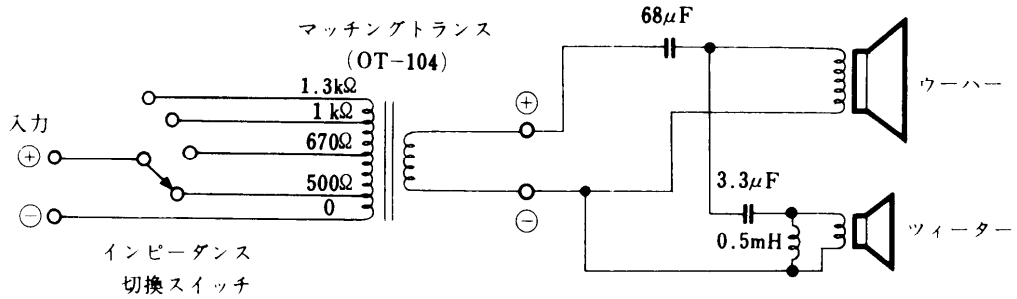 マッチングトランス
(OT-104)
68μF
1.3kΩ
1kΩ
670Ω
500Ω
0
入力
⊕
⊖
インピーダンス
切換スイッチ
⊕
⊖
ウーハー
3.3μF
0.5mH
ツィーター